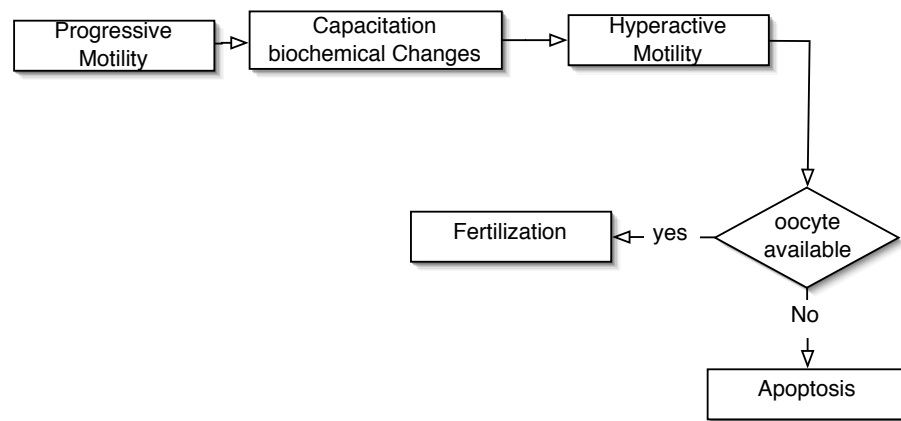 Progressive
Motility
Capacitation
biochemical Changes
Hyperactive
Motility
oocyte
available
yes
Fertilization
No
Apoptosis